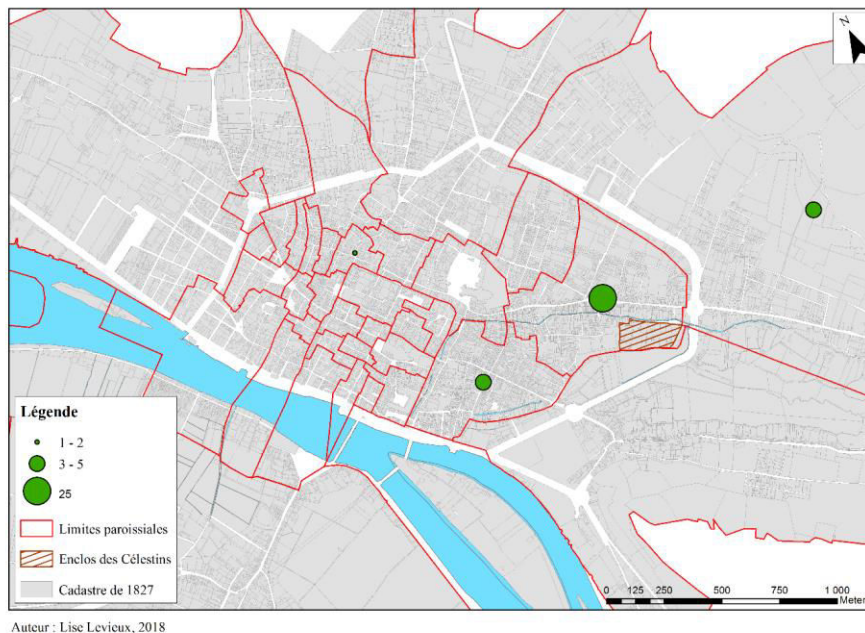 N
Légende
1 - 2
3 - 5
25
Limites paroissiales
Enclos des Célestins
Cadastre de 1827
0 125 250 500 750 1 000
Meters
Auteur : Lise Levieux, 2018